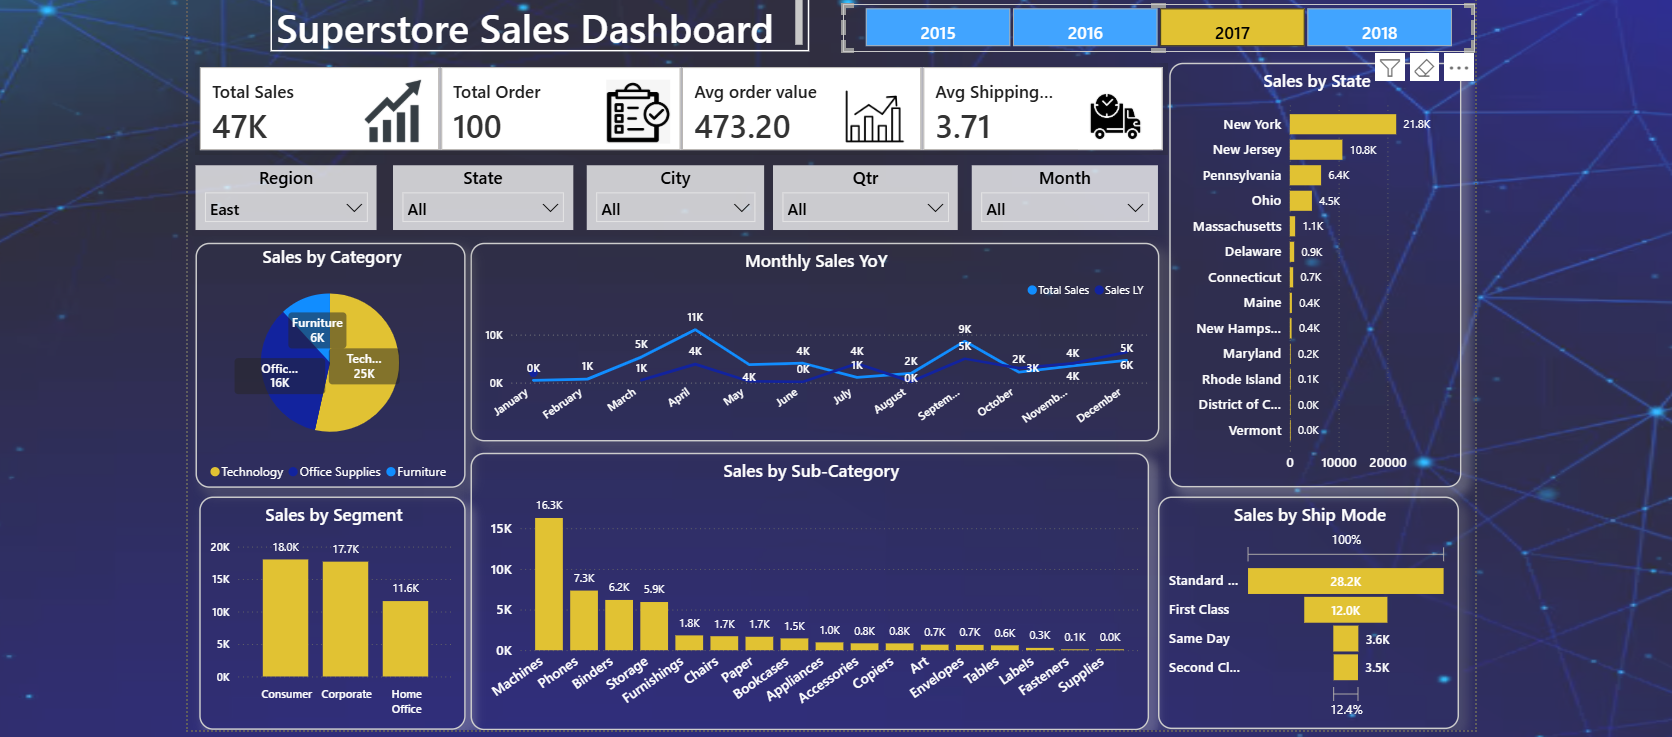 Superstore Sales Dashboard
2015
2016
2017
2018
Total Sales
47K
Total Order
100
Avg order value
473.20
Avg Shipping...
3.71
Region
East
State
All
City
All
Qtr
All
Month
All
Sales by Category
Furniture
6K
Tech...
25K
Offic...
16K
Technology
Office Supplies
Furniture
Monthly Sales YoY
Total Sales
Sales LY
10K
0K
0K
1K
5K
1K
11K
4K
4K
4K
0K
4K
1K
2K
0K
9K
5K
2K
3K
4K
4K
5K
6K
January
February
March
April
May
June
July
August
Septem...
October
Novemb...
December
Sales by State
New York 21.8K
New Jersey 10.8K
Pennsylvania 6.4K
Ohio 4.5K
Massachusetts 1.1K
Delaware 0.9K
Connecticut 0.7K
Maine 0.4K
New Hamps... 0.4K
Maryland 0.2K
Rhode Island 0.1K
District of C... 0.0K
Vermont 0.0K
0 10000 20000
Sales by Segment
20K
15K
10K
5K
0K
18.0K
17.7K
11.6K
Consumer
Corporate
Home
Office
Sales by Sub-Category
15K
10K
5K
0K
16.3K
7.3K
6.2K
5.9K
1.8K
1.7K
1.7K
1.5K
1.0K
0.8K
0.8K
0.7K
0.7K
0.6K
0.3K
0.1K
0.0K
Machines
Phones
Binders
Storage
Furnishings
Chairs
Paper
Bookcases
Appliances
Accessories
Copiers
Art
Envelopes
Tables
Labels
Fasteners
Supplies
Sales by Ship Mode
100%
Standard ... 28.2K
First Class 12.0K
Same Day 3.6K
Second Cl... 3.5K
12.4%